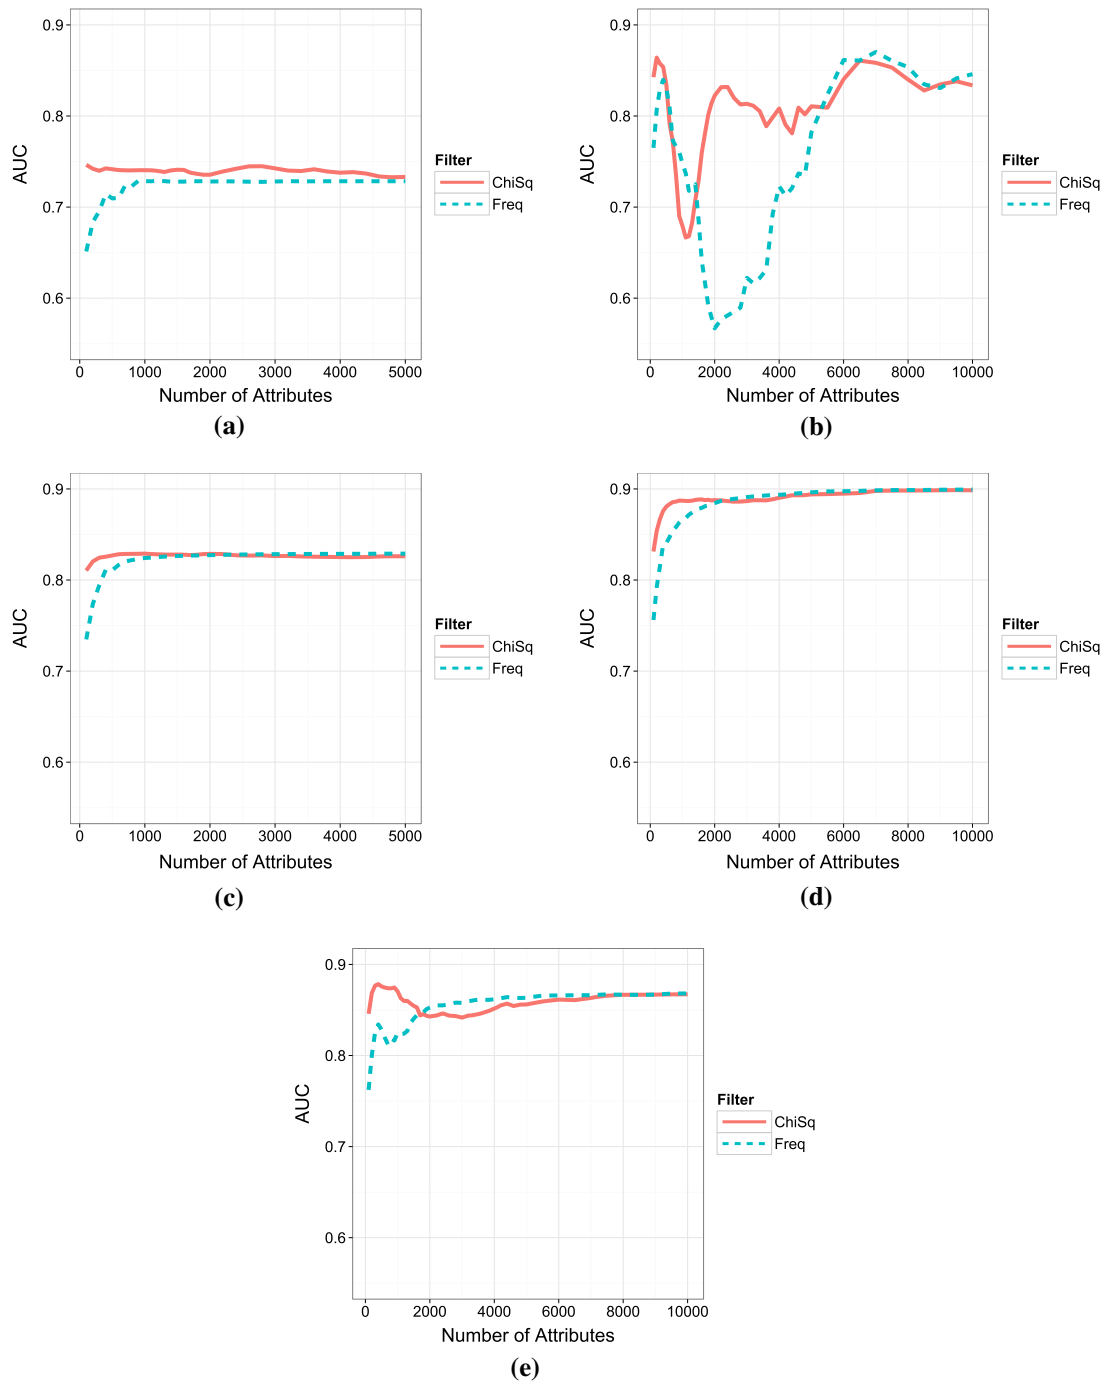 0.9
0.8
0.7
0.6
AUC
0 1000 2000 3000 4000 5000
Number of Attributes
Filter
ChiSq
Freq
(a)
0.9
0.8
0.7
0.6
AUC
0 2000 4000 6000 8000 10000
Number of Attributes
Filter
ChiSq
Freq
(b)
0.9
0.8
0.7
0.6
AUC
0 1000 2000 3000 4000 5000
Number of Attributes
Filter
ChiSq
Freq
(c)
0.9
0.8
0.7
0.6
AUC
0 2000 4000 6000 8000 10000
Number of Attributes
Filter
ChiSq
Freq
(d)
0.9
0.8
0.7
0.6
AUC
0 2000 4000 6000 8000 10000
Number of Attributes
Filter
ChiSq
Freq
(e)